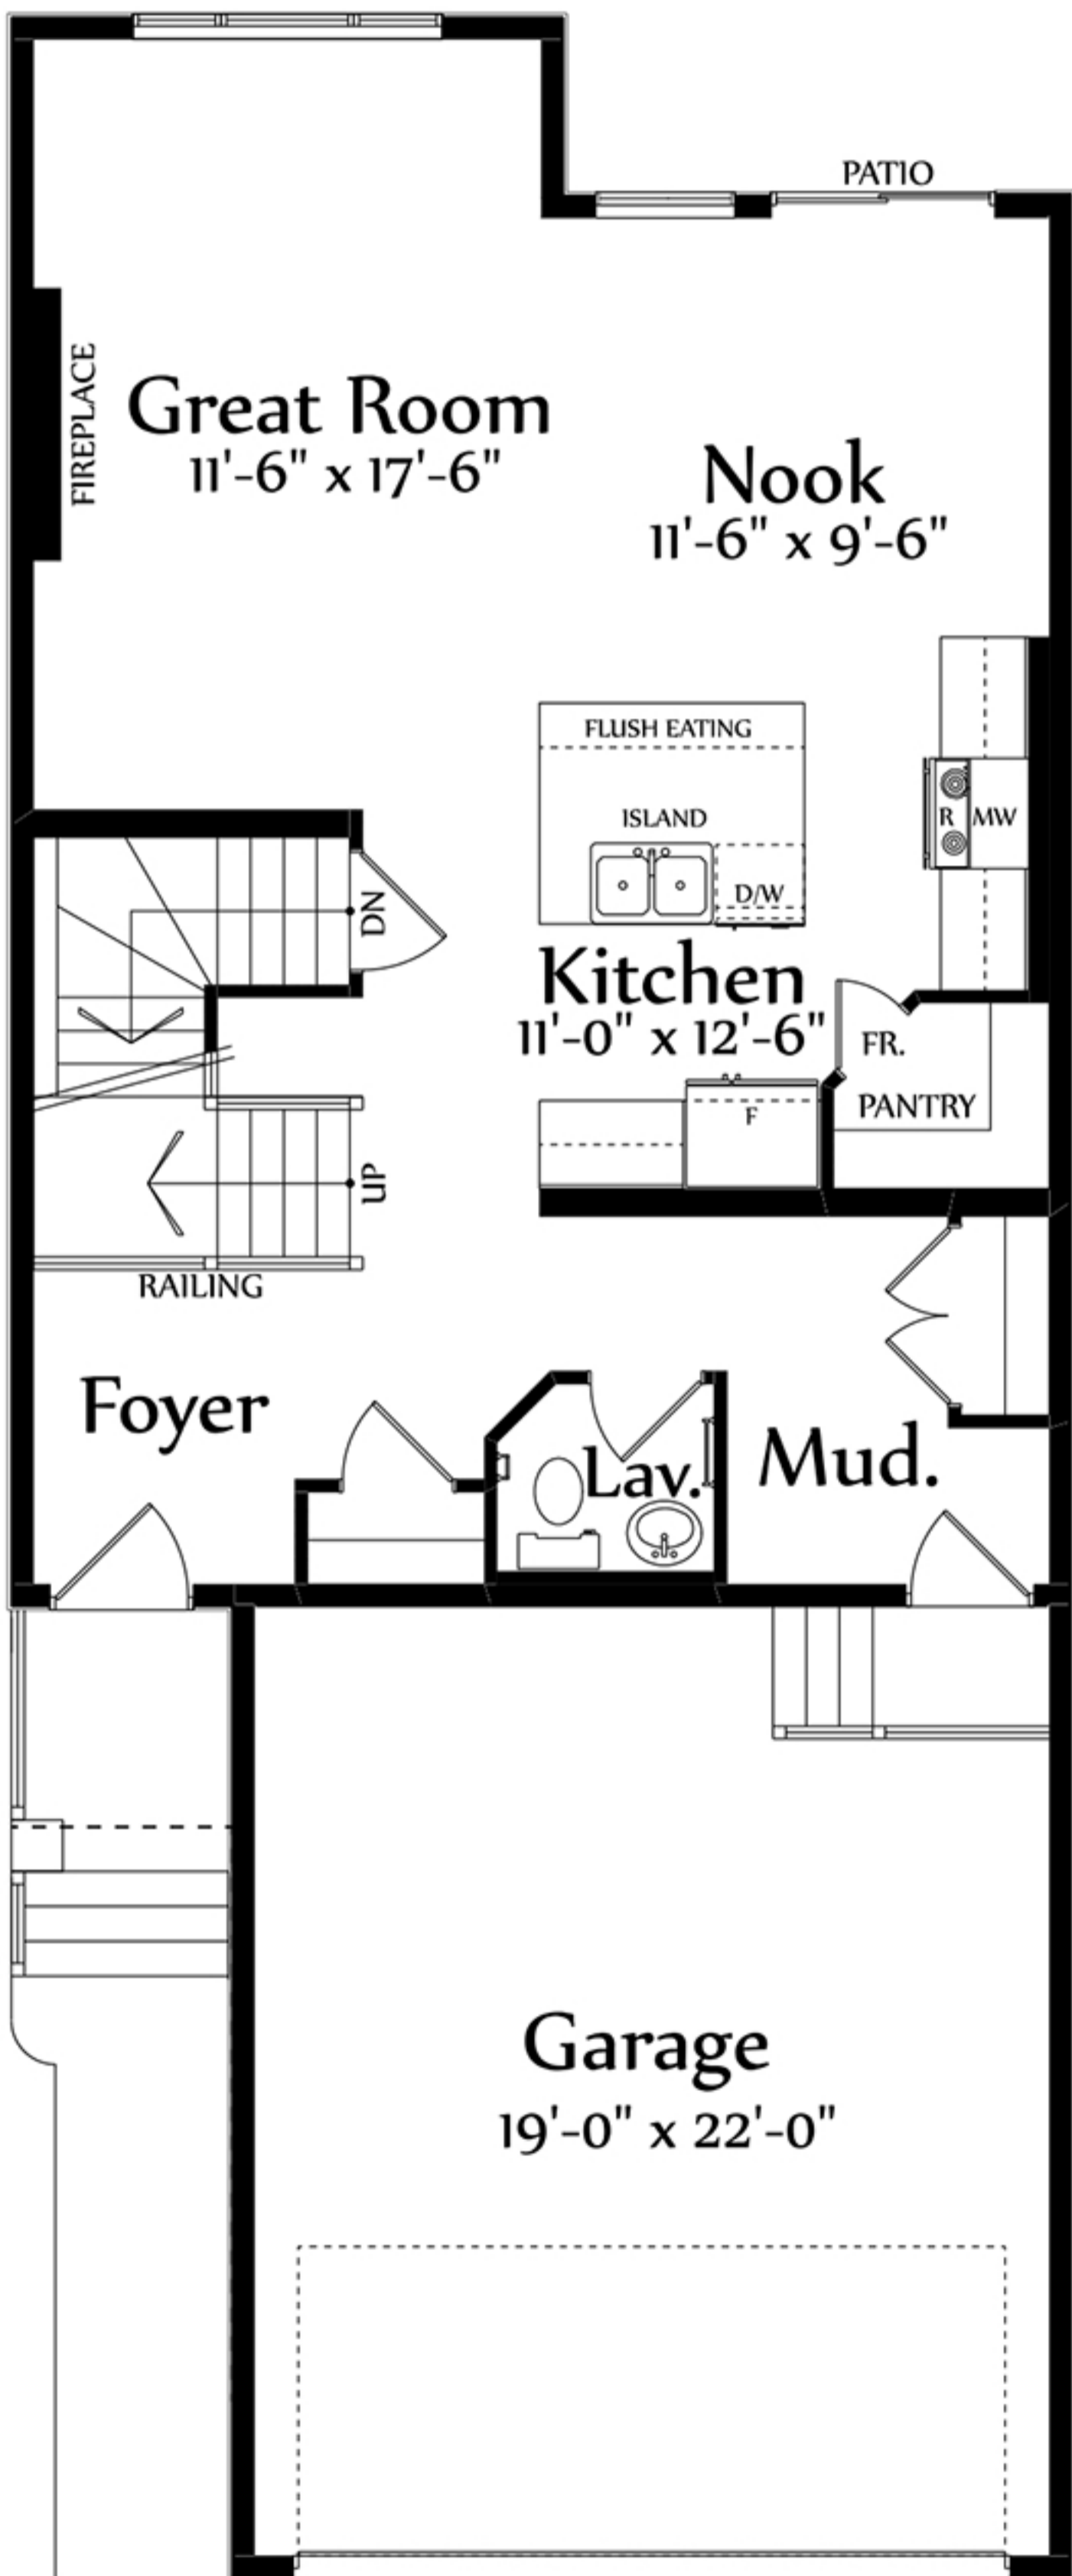 PATIO
FIREPLACE
Great Room
11'-6" x 17'-6"
Nook
11'-6" x 9'-6"
FLUSH EATING
ISLAND
R MW
D/W
DN
Kitchen
11'-0" x 12'-6"
FR.
PANTRY
F
UP
RAILING
Foyer
Lav.
Mud.
Garage
19'-0" x 22'-0"